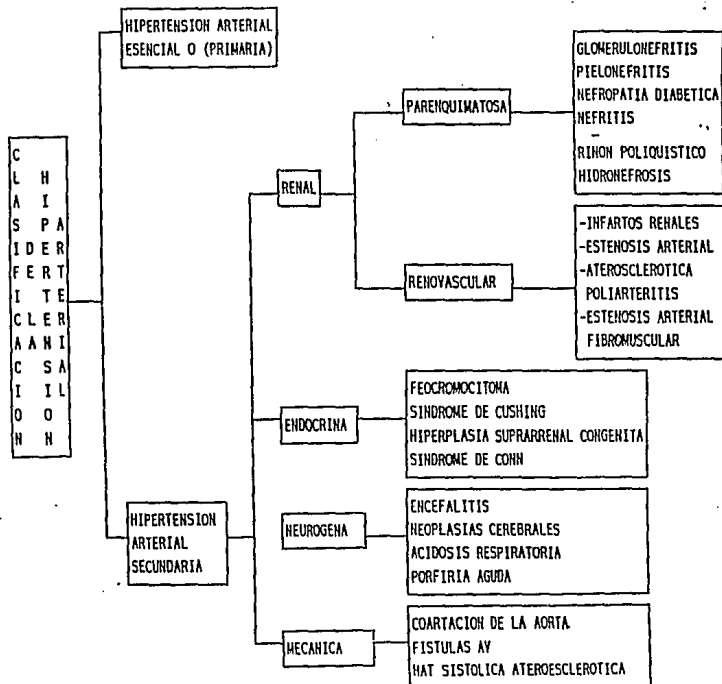 CLASIFICACION
DE LA
HIPERTENSION
ARTERIAL
HIPERTENSION ARTERIAL
ESENCIAL O (PRIMARIA)
HIPERTENSION
ARTERIAL
SECUNDARIA
RENAL
PARENQUIMATOSA
GLOMERULONEFRITIS
PIELONEFRITIS
NEFROPATIA DIABETICA
NEFRITIS
RIÑON POLIQUISTICO
HIDRONEFROSIS
RENOVASCULAR
-INFARTOS RENALES
-ESTENOSIS ARTERIAL
-ATEROSCLEROTICA
POLIARTERITIS
-ESTENOSIS ARTERIAL
FIBROMUSCULAR
ENDOCRINA
FEOCROMOCITOMA
SINDROME DE CUSHING
HIPERPLASIA SUPRARRENAL CONGENITA
SINDROME DE CONN
NEUROGENA
ENCEFALITIS
NEOPLASIAS CEREBRALES
ACIDOSIS RESPIRATORIA
PORFIRIA AGUDA
MECANICA
COARTACION DE LA AORTA
FISTULAS AV
HAT SISTOLICA ATEROESCLEROTICA